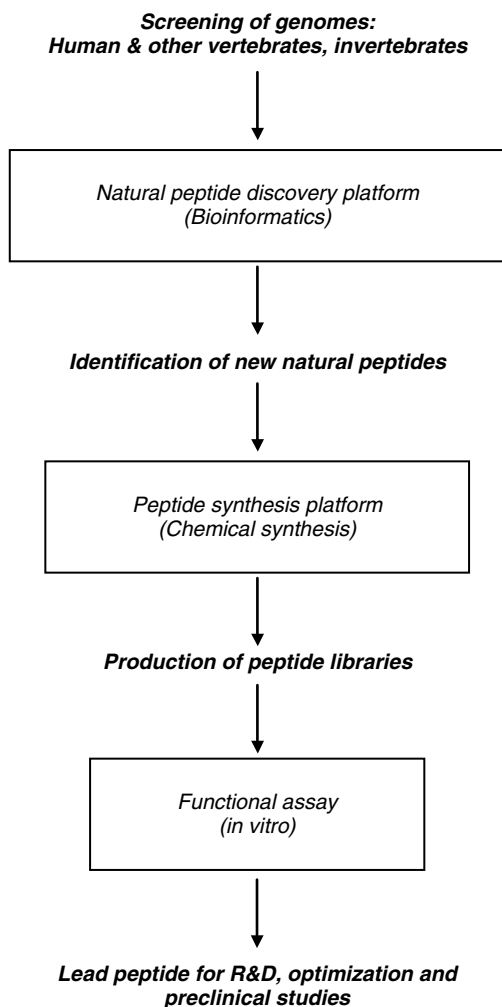 Screening of genomes:
Human & other vertebrates, invertebrates
Natural peptide discovery platform
(Bioinformatics)
Identification of new natural peptides
Peptide synthesis platform
(Chemical synthesis)
Production of peptide libraries
Functional assay
(in vitro)
Lead peptide for R&D, optimization and
preclinical studies